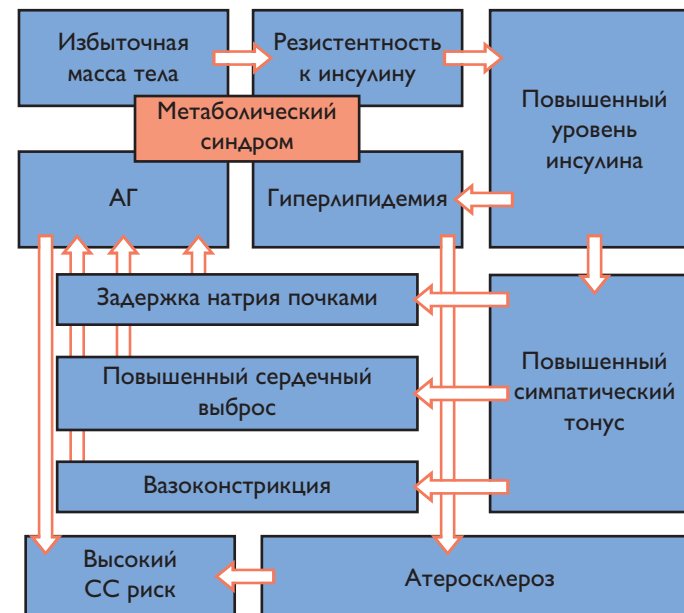 Избыточная
масса тела
Резистентность
к инсулину
Повышенный
уровень
инсулина
Метаболический
синдром
АГ
Гиперлипидемия
Задержка натрия почками
Повышенный сердечный
выброс
Вазоконстрикция
Повышенный
симпатический
тонус
Высокий
СС риск
Атеросклероз